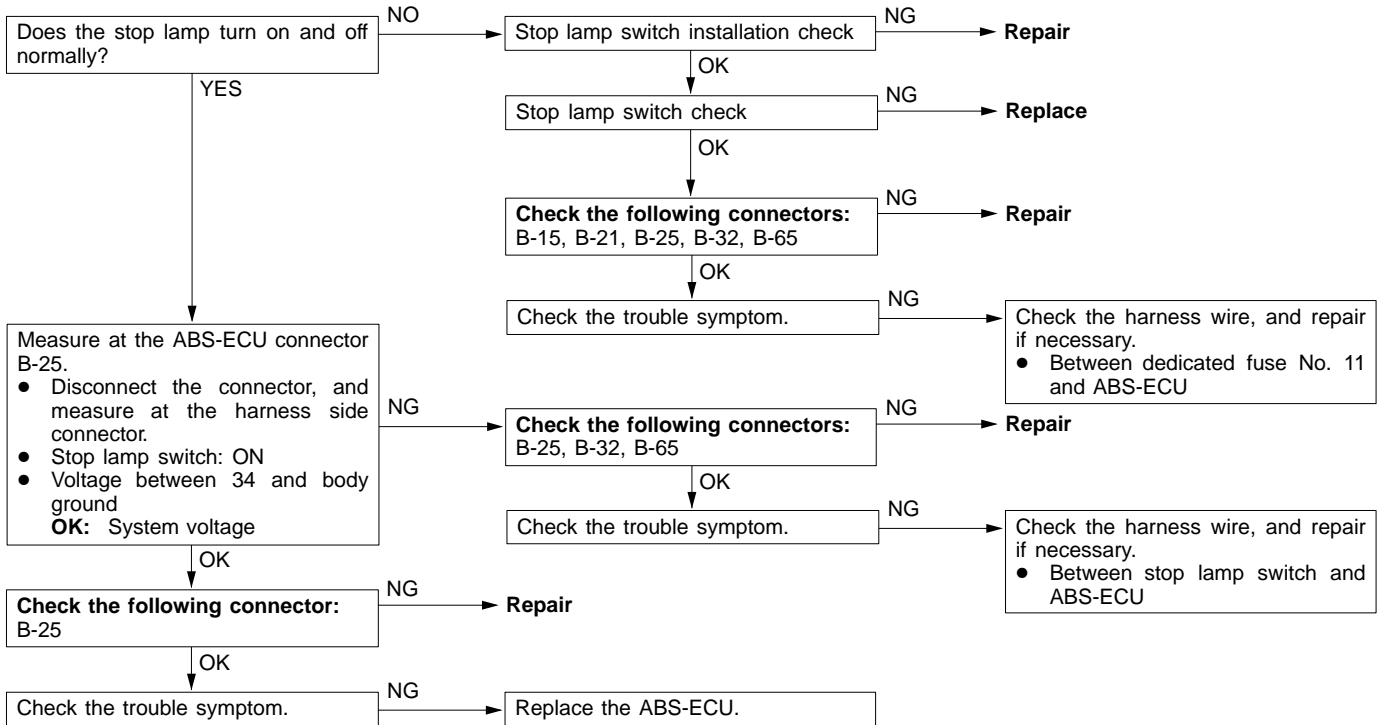 Does the stop lamp turn on and off
normally?
NO
Stop lamp switch installation check
NG
Repair
YES
OK
Stop lamp switch check
NG
Replace
OK
Check the following connectors:
B-15, B-21, B-25, B-32, B-65
NG
Repair
OK
Check the trouble symptom.
NG
Check the harness wire, and repair
if necessary.
● Between dedicated fuse No. 11
and ABS-ECU
Measure at the ABS-ECU connector
B-25.
● Disconnect the connector, and
measure at the harness side
connector.
● Stop lamp switch: ON
● Voltage between 34 and body
ground
OK: System voltage
NG
Check the following connectors:
B-25, B-32, B-65
NG
Repair
OK
Check the trouble symptom.
NG
Check the harness wire, and repair
if necessary.
● Between stop lamp switch and
ABS-ECU
OK
Check the following connector:
B-25
NG
Repair
OK
Check the trouble symptom.
NG
Replace the ABS-ECU.